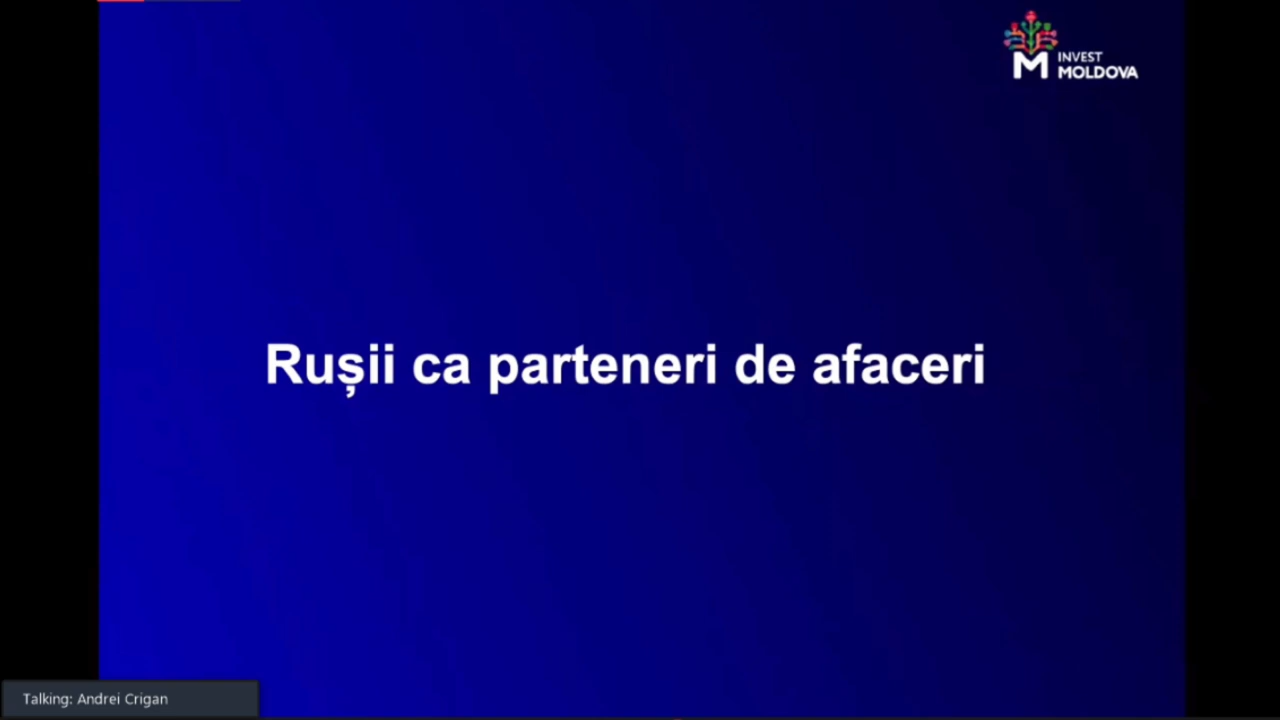 INVEST
MOLDOVA
Rușii ca parteneri de afaceri
Talking: Andrei Crigan